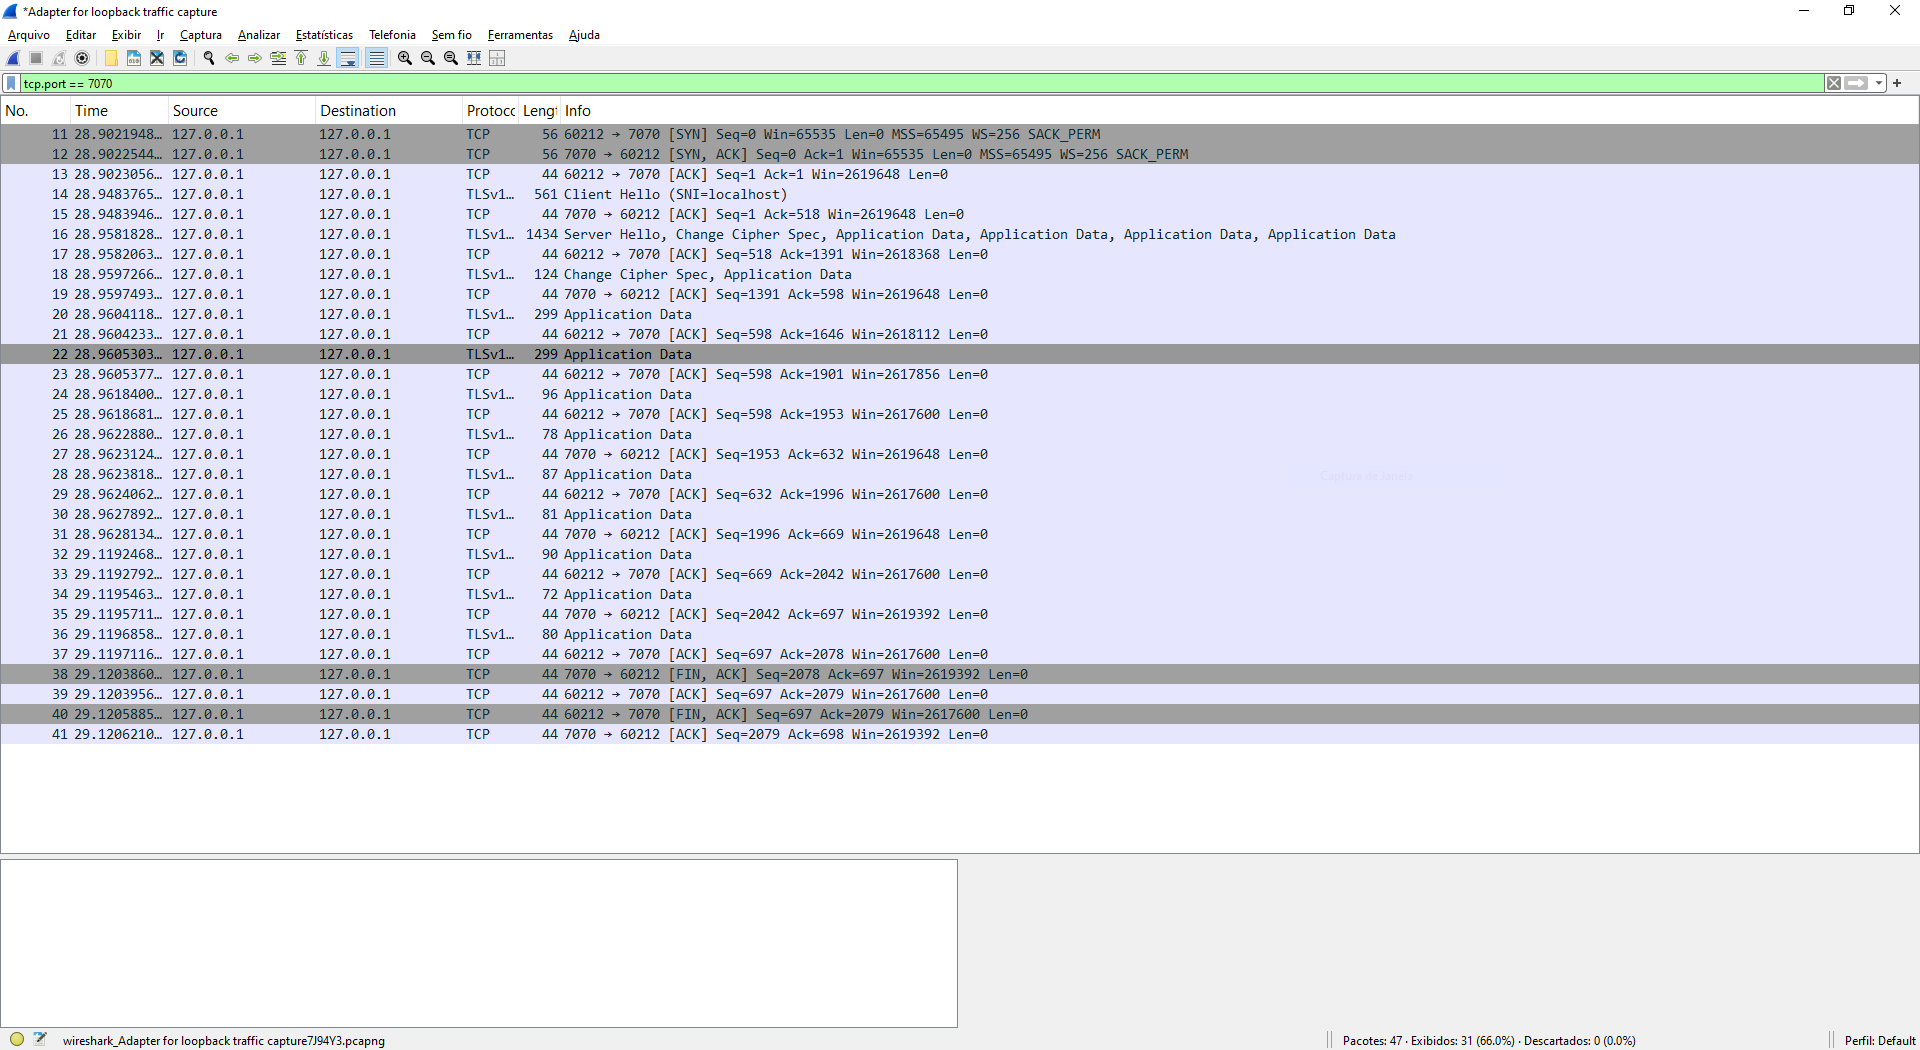 *Adapter for loopback traffic capture
Arquivo Editar Exibir Ir Captura Analizar Estatísticas Telefonia Sem fio Ferramentas Ajuda
tcp.port == 7070
No. Time Source Destination Protocc Lengt Info
11 28.9021948… 127.0.0.1 127.0.0.1 TCP 56 60212 → 7070 [SYN] Seq=0 Win=65535 Len=0 MSS=65495 WS=256 SACK_PERM
12 28.9022544… 127.0.0.1 127.0.0.1 TCP 56 7070 → 60212 [SYN, ACK] Seq=0 Ack=1 Win=65535 Len=0 MSS=65495 WS=256 SACK_PERM
13 28.9023056… 127.0.0.1 127.0.0.1 TCP 44 60212 → 7070 [ACK] Seq=1 Ack=1 Win=2619648 Len=0
14 28.9483765… 127.0.0.1 127.0.0.1 TLSv1… 561 Client Hello (SNI=localhost)
15 28.9483946… 127.0.0.1 127.0.0.1 TCP 44 7070 → 60212 [ACK] Seq=1 Ack=518 Win=2619648 Len=0
16 28.9581828… 127.0.0.1 127.0.0.1 TLSv1… 1434 Server Hello, Change Cipher Spec, Application Data, Application Data, Application Data, Application Data
17 28.9582063… 127.0.0.1 127.0.0.1 TCP 44 60212 → 7070 [ACK] Seq=518 Ack=1391 Win=2618368 Len=0
18 28.9597266… 127.0.0.1 127.0.0.1 TLSv1… 124 Change Cipher Spec, Application Data
19 28.9597493… 127.0.0.1 127.0.0.1 TCP 44 7070 → 60212 [ACK] Seq=1391 Ack=598 Win=2619648 Len=0
20 28.9604118… 127.0.0.1 127.0.0.1 TLSv1… 299 Application Data
21 28.9604233… 127.0.0.1 127.0.0.1 TCP 44 60212 → 7070 [ACK] Seq=598 Ack=1646 Win=2618112 Len=0
22 28.9605303… 127.0.0.1 127.0.0.1 TLSv1… 299 Application Data
23 28.9605377… 127.0.0.1 127.0.0.1 TCP 44 60212 → 7070 [ACK] Seq=598 Ack=1901 Win=2617856 Len=0
24 28.9618400… 127.0.0.1 127.0.0.1 TLSv1… 96 Application Data
25 28.9618681… 127.0.0.1 127.0.0.1 TCP 44 60212 → 7070 [ACK] Seq=598 Ack=1953 Win=2617600 Len=0
26 28.9622880… 127.0.0.1 127.0.0.1 TLSv1… 78 Application Data
27 28.9623124… 127.0.0.1 127.0.0.1 TCP 44 7070 → 60212 [ACK] Seq=1953 Ack=632 Win=2619648 Len=0
28 28.9623818… 127.0.0.1 127.0.0.1 TLSv1… 87 Application Data
29 28.9624062… 127.0.0.1 127.0.0.1 TCP 44 60212 → 7070 [ACK] Seq=632 Ack=1996 Win=2617600 Len=0
30 28.9627892… 127.0.0.1 127.0.0.1 TLSv1… 81 Application Data
31 28.9628134… 127.0.0.1 127.0.0.1 TCP 44 7070 → 60212 [ACK] Seq=1996 Ack=669 Win=2619648 Len=0
32 29.1192468… 127.0.0.1 127.0.0.1 TLSv1… 90 Application Data
33 29.1192792… 127.0.0.1 127.0.0.1 TCP 44 60212 → 7070 [ACK] Seq=669 Ack=2042 Win=2617600 Len=0
34 29.1195463… 127.0.0.1 127.0.0.1 TLSv1… 72 Application Data
35 29.1195711… 127.0.0.1 127.0.0.1 TCP 44 7070 → 60212 [ACK] Seq=2042 Ack=697 Win=2619392 Len=0
36 29.1196858… 127.0.0.1 127.0.0.1 TLSv1… 80 Application Data
37 29.1197116… 127.0.0.1 127.0.0.1 TCP 44 60212 → 7070 [ACK] Seq=697 Ack=2078 Win=2617600 Len=0
38 29.1203860… 127.0.0.1 127.0.0.1 TCP 44 7070 → 60212 [FIN, ACK] Seq=2078 Ack=697 Win=2619392 Len=0
39 29.1203956… 127.0.0.1 127.0.0.1 TCP 44 60212 → 7070 [ACK] Seq=697 Ack=2079 Win=2617600 Len=0
40 29.1205885… 127.0.0.1 127.0.0.1 TCP 44 60212 → 7070 [FIN, ACK] Seq=697 Ack=2079 Win=2617600 Len=0
41 29.1206210… 127.0.0.1 127.0.0.1 TCP 44 7070 → 60212 [ACK] Seq=2079 Ack=698 Win=2619392 Len=0
wireshark_Adapter for loopback traffic capture7J94Y3.pcapng Pacotes: 47 · Exibidos: 31 (66.0%) · Descartados: 0 (0.0%) Perfil: Default